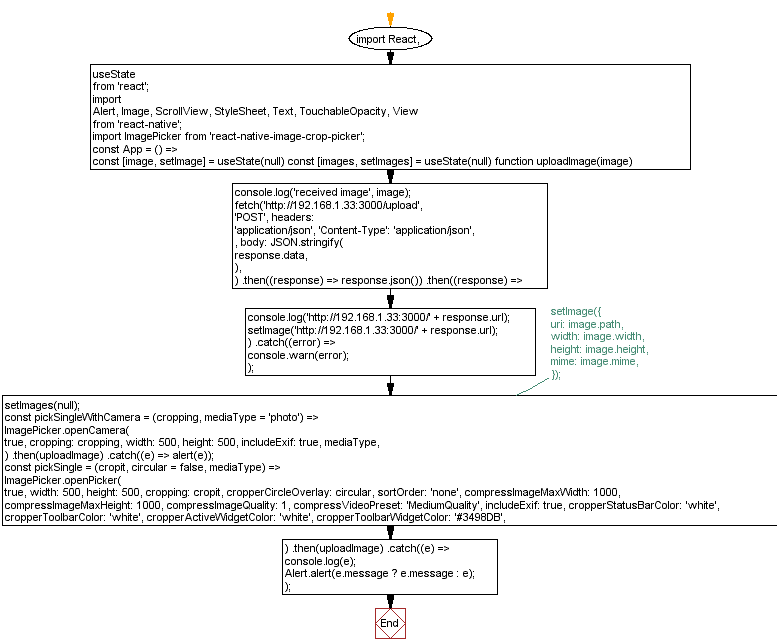 import React,
useState
from 'react';
import
Alert, Image, ScrollView, StyleSheet, Text, TouchableOpacity, View
from 'react-native';
import ImagePicker from 'react-native-image-crop-picker';
const App = () =>
const [image, setImage] = useState(null) const [images, setImages] = useState(null) function uploadImage(image)
console.log('received image', image);
fetch('http://192.168.1.33:3000/upload',
'POST', headers:
'application/json', 'Content-Type': 'application/json',
, body: JSON.stringify(
response.data,
),
) .then((response) => response.json()) .then((response) =>
console.log('http://192.168.1.33:3000/' + response.url);
setImage('http://192.168.1.33:3000/' + response.url);
) .catch((error) =>
console.warn(error);
);
setImage({
uri: image.path,
width: image.width,
height: image.height,
mime: image.mime,
});
setImages(null);
const pickSingleWithCamera = (cropping, mediaType = 'photo') =>
ImagePicker.openCamera(
true, cropping: cropping, width: 500, height: 500, includeExif: true, mediaType,
) .then(uploadImage) .catch((e) => alert(e));
const pickSingle = (cropit, circular = false, mediaType) =>
ImagePicker.openPicker(
true, width: 500, height: 500, cropping: cropit, cropperCircleOverlay: circular, sortOrder: 'none', compressImageMaxWidth: 1000,
compressImageMaxHeight: 1000, compressImageQuality: 1, compressVideoPreset: 'MediumQuality', includeExif: true, cropperStatusBarColor: 'white',
cropperToolbarColor: 'white', cropperActiveWidgetColor: 'white', cropperToolbarWidgetColor: '#3498DB',
) .then(uploadImage) .catch((e) =>
console.log(e);
Alert.alert(e.message ? e.message : e);
);
End